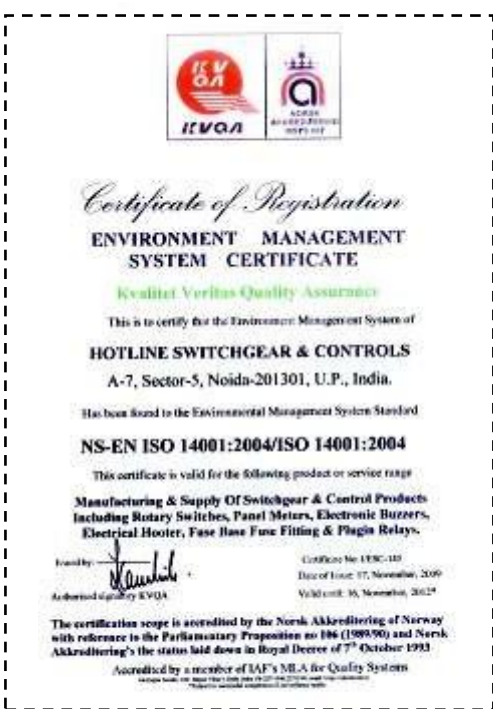 KVQA
Certificate of Registration
ENVIRONMENT MANAGEMENT
SYSTEM CERTIFICATE
Kvalitet Veritas Quality Assurance
This is to certify that the Environment Management System of
HOTLINE SWITCHGEAR & CONTROLS
A-7, Sector-5, Noida-201301, U.P., India.
Has been found to the Environmental Management System Standard
NS-EN ISO 14001:2004/ISO 14001:2004
This certificate is valid for the following product or service range
Manufacturing & Supply Of Switchgear & Control Products
Including Rotary Switches, Panel Meters, Electronic Buzzers,
Electrical Hooter, Fuse Base Fuse Fitting & Plugin Relays.
Issued by:
Certificate No
Date of Issue: 17, November, 2009
Authorised signatory KVQA
Valid until: 16, November, 2012*
The certification scope is accredited by the Norsk Akkreditering of Norway
with reference to the Parliamentary Proposition no 106 (1989/90) and Norsk
Akkreditering's the status laid down in Royal Decree of 7th October 1993
Accredited by a member of IAF's MLA for Quality Systems